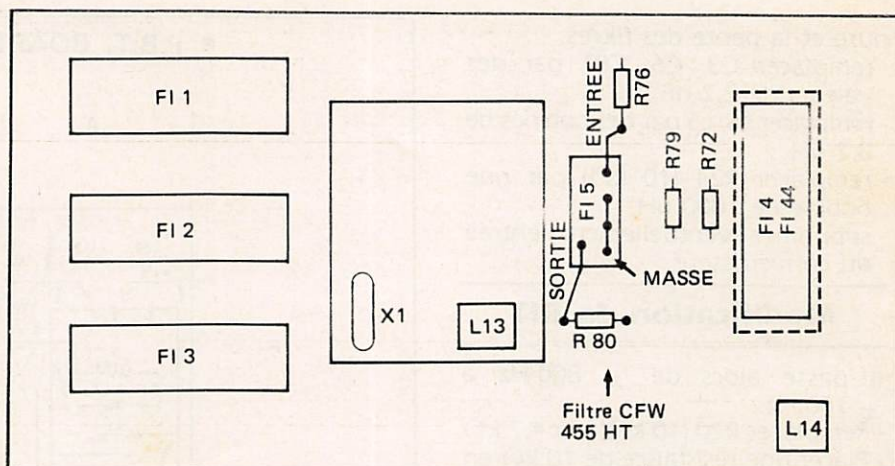 FI 1
FI 2
FI 3
X1
L13
ENTREE
R76
FI 5
SORTIE
MASSE
R79
R72
FI 4
FI 44
R 80
Filtre CFW
455 HT
L14